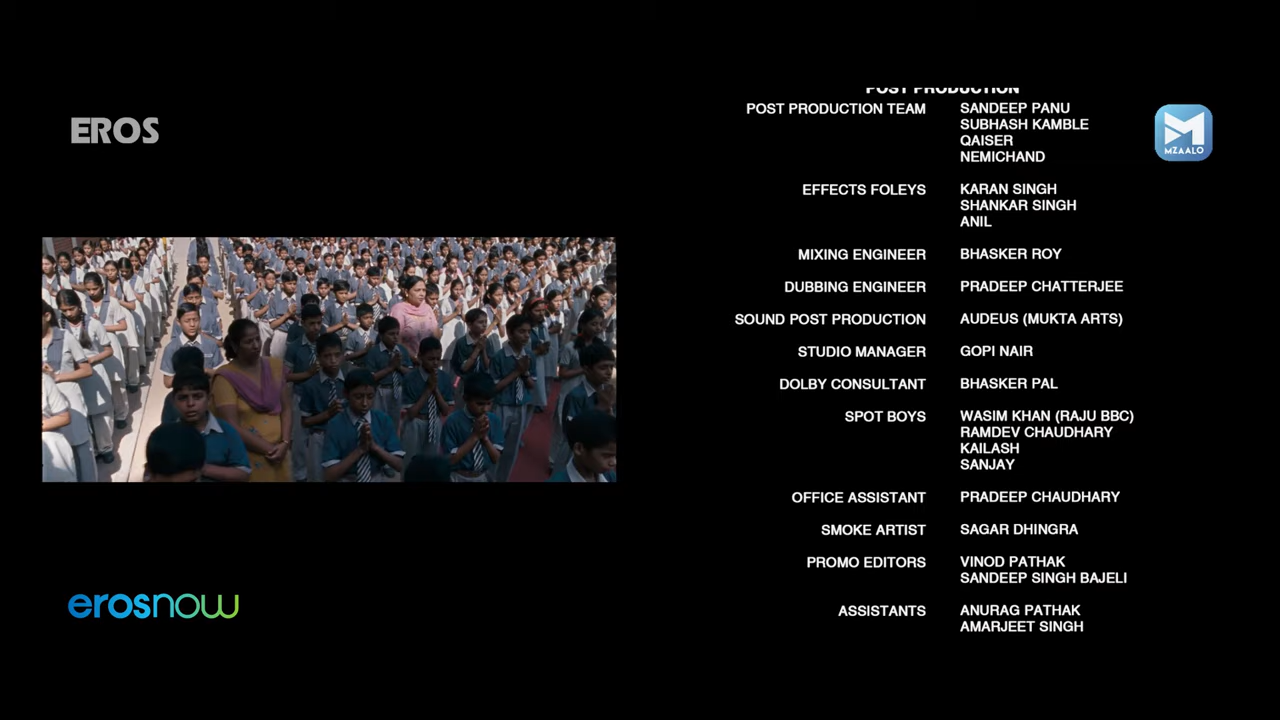 POST PRODUCTION
EROS
MZAALO
POST PRODUCTION TEAM SANDEEP PANU
SUBHASH KAMBLE
QAISER
NEMICHAND
EFFECTS FOLEYS KARAN SINGH
SHANKAR SINGH
ANIL
MIXING ENGINEER BHASKER ROY
DUBBING ENGINEER PRADEEP CHATTERJEE
SOUND POST PRODUCTION AUDEUS (MUKTA ARTS)
STUDIO MANAGER GOPI NAIR
DOLBY CONSULTANT BHASKER PAL
SPOT BOYS WASIM KHAN (RAJU BBC)
RAMDEV CHAUDHARY
KAILASH
SANJAY
OFFICE ASSISTANT PRADEEP CHAUDHARY
SMOKE ARTIST SAGAR DHINGRA
PROMO EDITORS VINOD PATHAK
SANDEEP SINGH BAJELI
ASSISTANTS ANURAG PATHAK
AMARJEET SINGH
erosnow